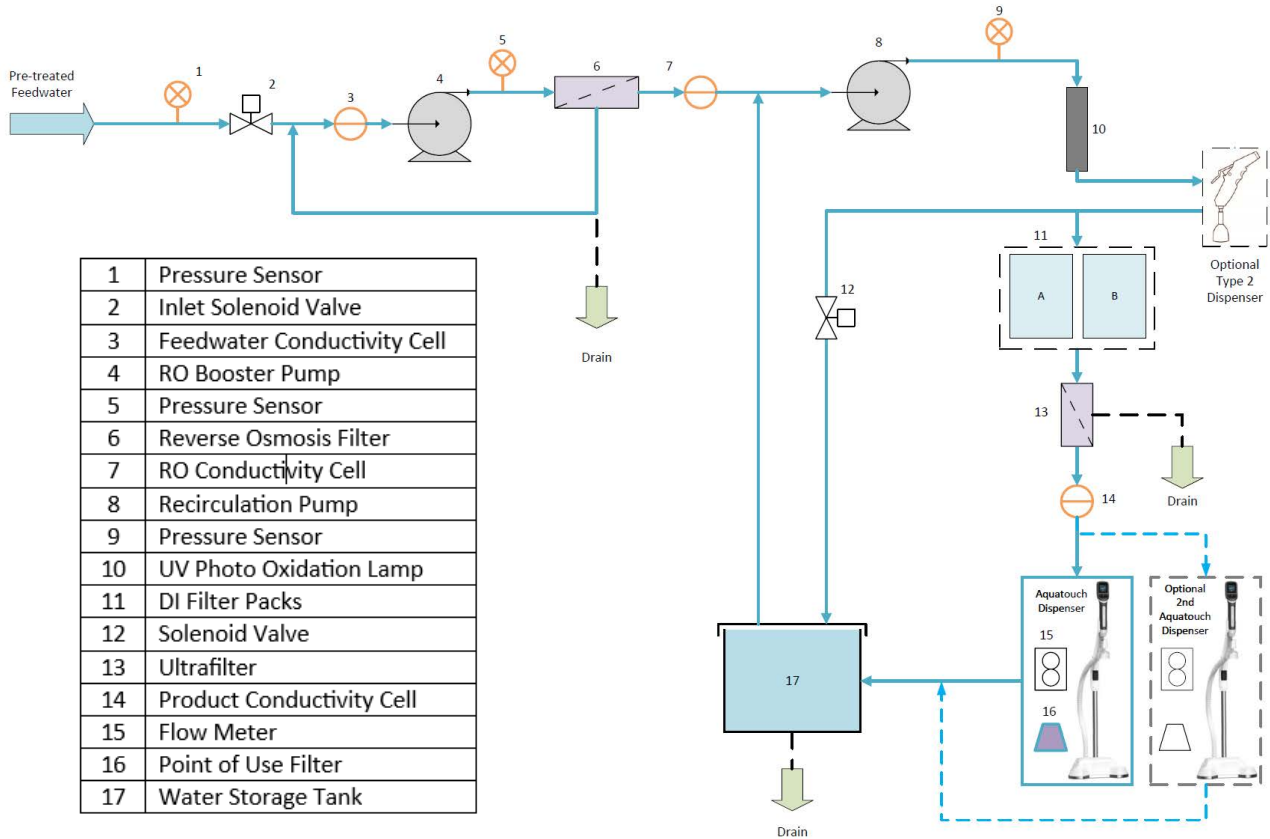 Pre-treated
Feedwater
1
2
3
4
5
6
7
8
9
10
Optional
Type 2
Dispenser
11
A
B
12
Drain
13
Drain
14
Aquatouch
Dispenser
15
16
Optional
2nd
Aquatouch
Dispenser
17
Drain
1 Pressure Sensor
2 Inlet Solenoid Valve
3 Feedwater Conductivity Cell
4 RO Booster Pump
5 Pressure Sensor
6 Reverse Osmosis Filter
7 RO Conductivity Cell
8 Recirculation Pump
9 Pressure Sensor
10 UV Photo Oxidation Lamp
11 DI Filter Packs
12 Solenoid Valve
13 Ultrafilter
14 Product Conductivity Cell
15 Flow Meter
16 Point of Use Filter
17 Water Storage Tank